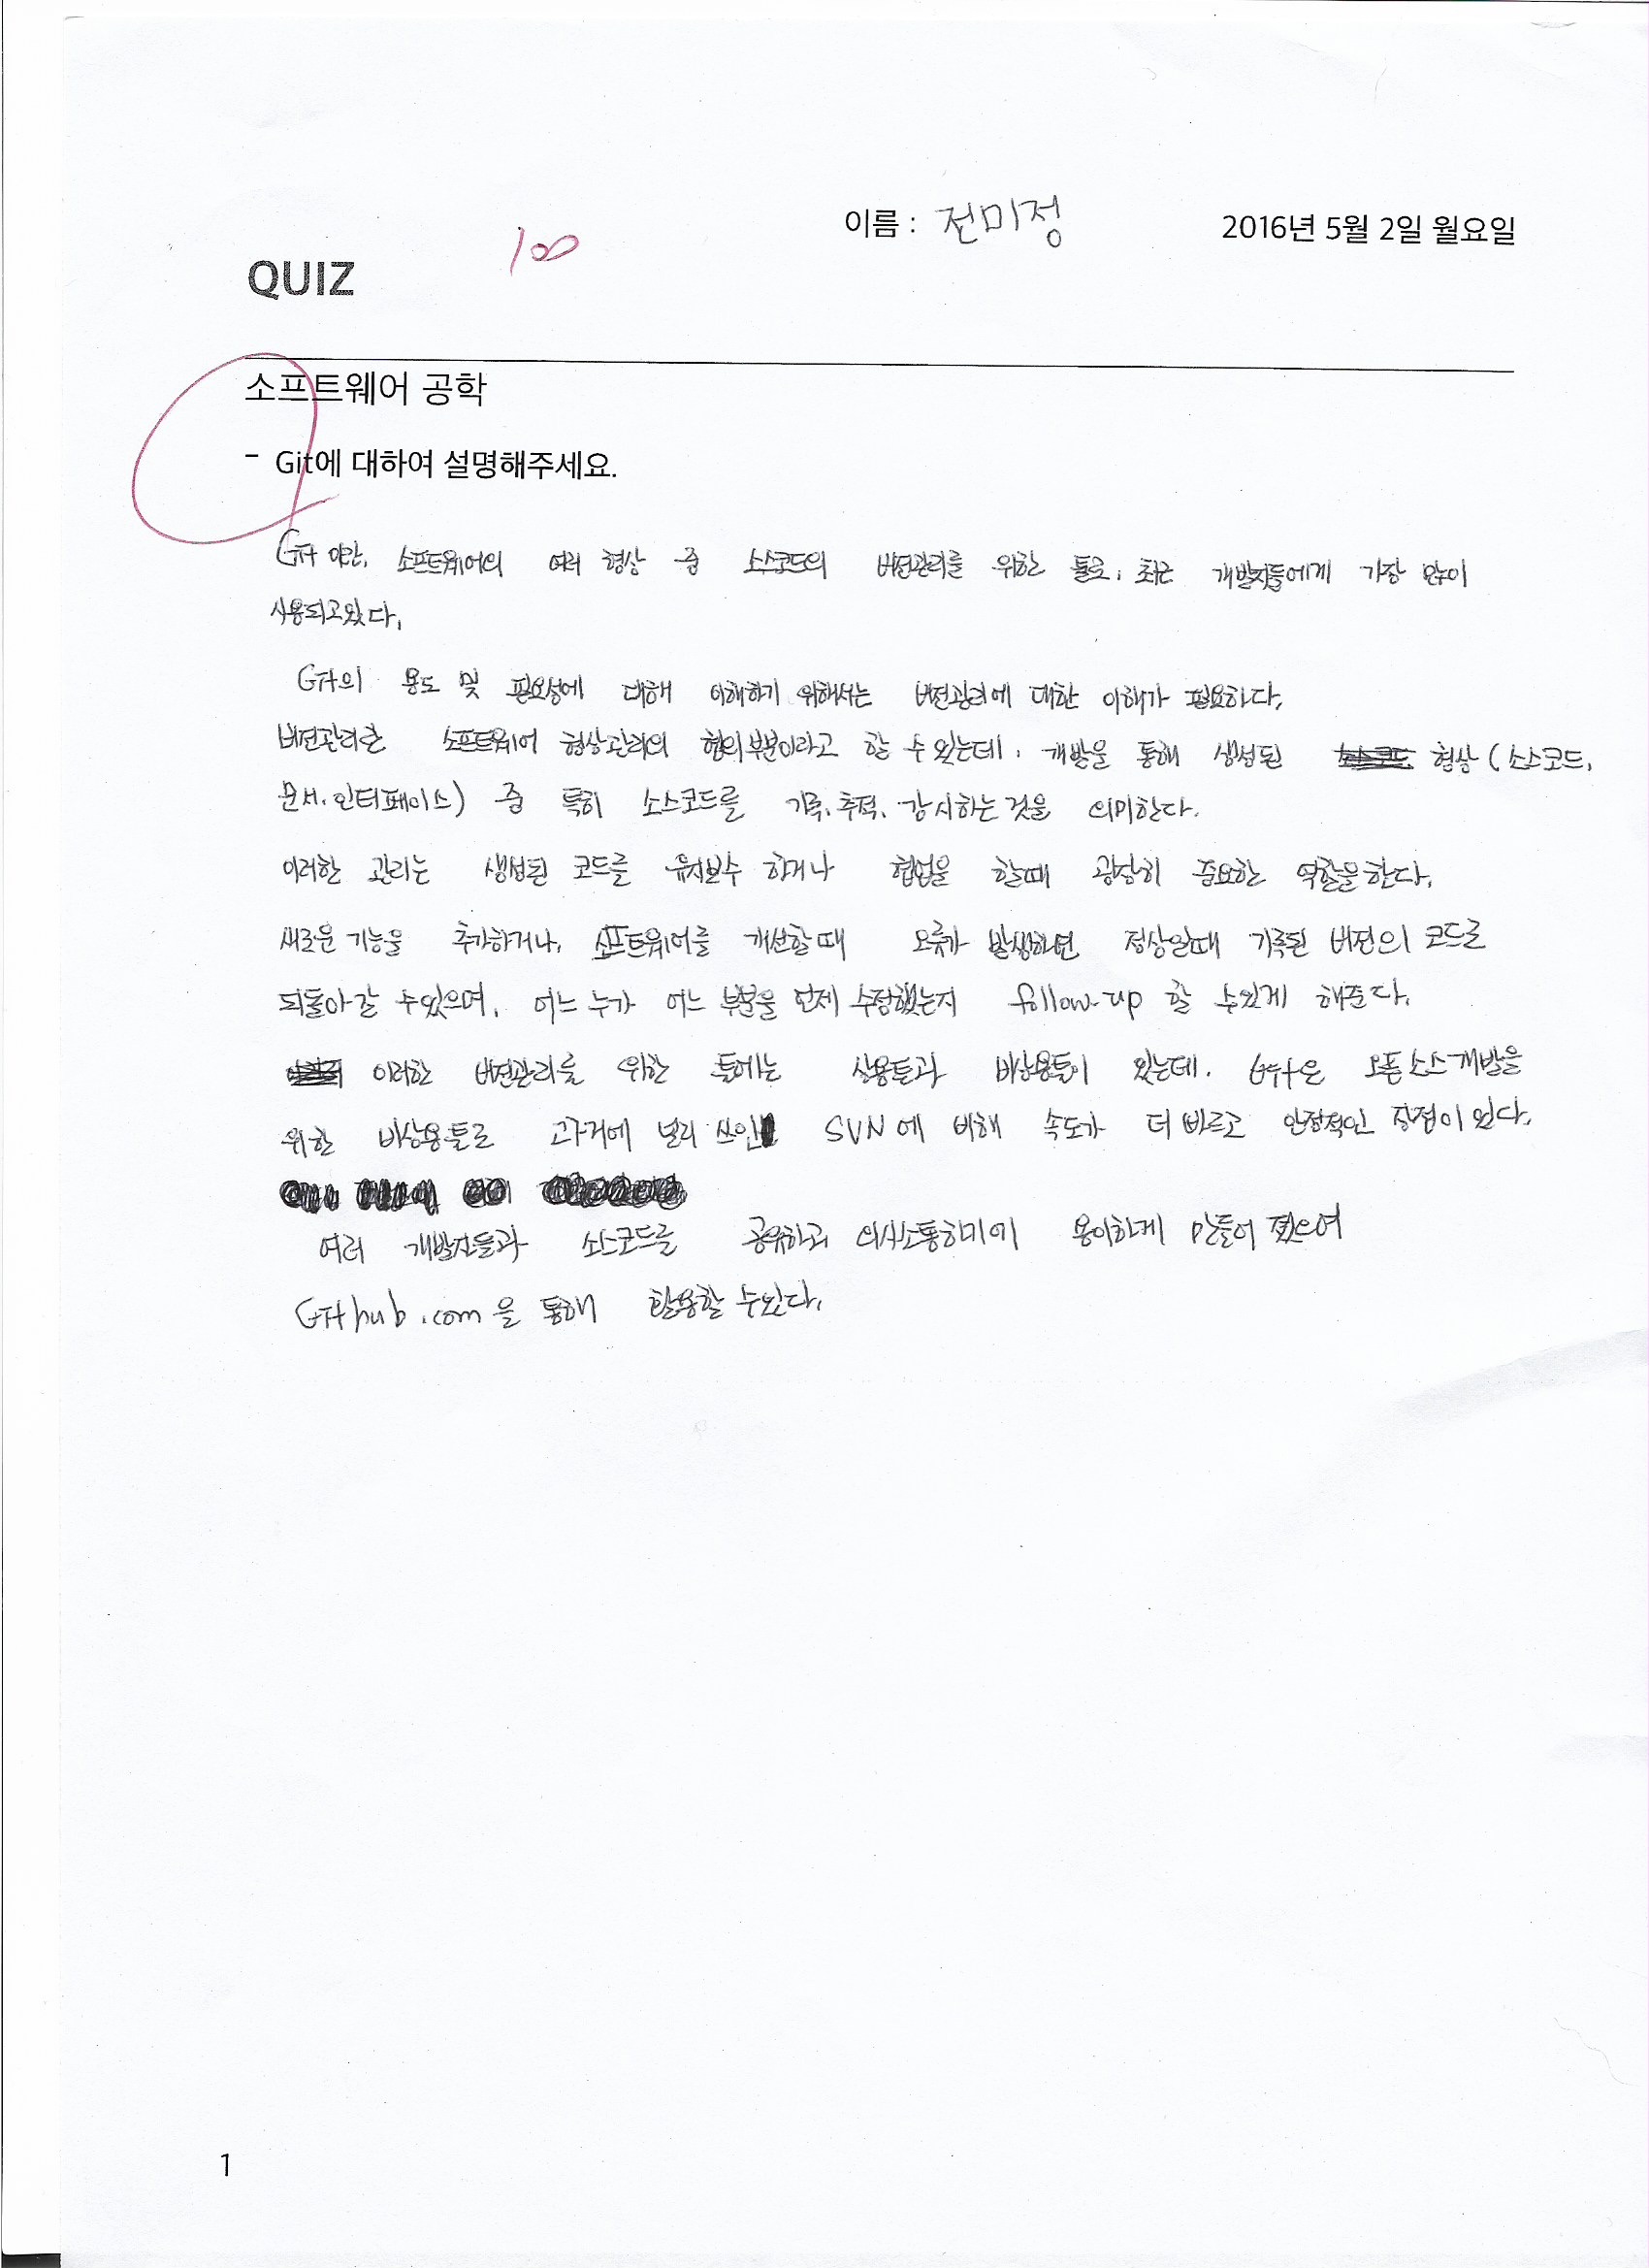 이름 : 전미정
2016년 5월 2일 월요일
100
QUIZ
소프트웨어 공학
- Git에 대하여 설명해주세요.
Git 이란, 소프트웨어의 여러 형상 중 소스코드의 버전관리를 위한 툴로, 최근 개발자들에게 가장 많이
사용되고있다.
Git의 용도 및 필요성에 대해 이해하기 위해서는 버전관리에 대한 이해가 필요하다.
버전관리란 소프트웨어 형상관리의 협의부분이라고 할 수 있는데, 개발을 통해 생성된 형상 (소스코드,
문서, 인터페이스) 중 특히 소스코드를 기록, 추적, 감시하는 것을 의미한다.
이러한 관리는 생성된 코드를 유지보수 하거나 협업을 할때 굉장히 중요한 역할을한다.
새로운 기능을 추가하거나, 소프트웨어를 개선할때 오류가 발생하면 정상일때 기록된 버전의 코드로
되돌아갈 수있으며, 어느 누가 어느 부분을 언제 수정했는지 follow-up 할 수있게 해준다.
이러한 버전관리를 위한 툴에는 상용툴과 비상용툴이 있는데, Git은 오픈소스개발을
위한 비상용툴로 과거에 널리 쓰인 SVN에 비해 속도가 더 빠르고 안정적인 장점이 있다.
여러 개발자들과 소스코드를 공유하고 의사소통하기에 용이하게 만들어 졌으며
Github.com을 통해 활용할 수있다.
1